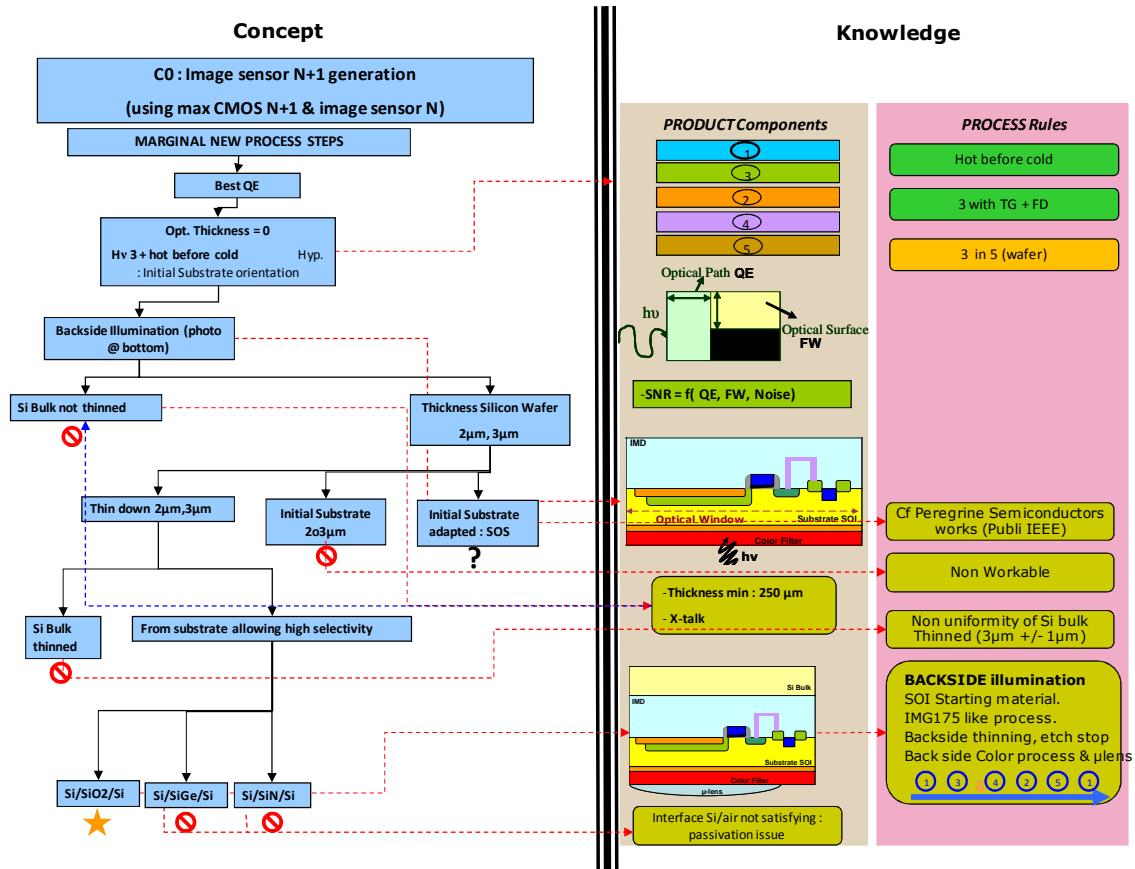 Concept
C0 : Image sensor N+1 generation
(using max CMOS N+1 & image sensor N)
MARGINAL NEW PROCESS STEPS
Best QE
Opt. Thickness = 0
Hν 3 + hot before cold Hyp.
: Initial Substrate orientation
Backside Illumination (photo
@ bottom)
Si Bulk not thinned
Thickness Silicon Wafer
2µm, 3µm
Thin down 2µm,3µm
Initial Substrate
2o3µm
Initial Substrate
adapted : SOS
?
Si Bulk
thinned
From substrate allowing high selectivity
Si/SiO2/Si
Si/SiGe/Si
Si/SiN/Si
Knowledge
PRODUCT Components
1
3
2
4
5
Optical Path QE
hυ
Optical Surface
FW
-SNR = f( QE, FW, Noise)
IMD
Optical Window
Substrate SOI
Color Filter
hv
-Thickness min : 250 µm
- X-talk
Si Bulk
IMD
Substrate SOI
Color Filter
µ-lens
Interface Si/air not satisfying :
passivation issue
PROCESS Rules
Hot before cold
3 with TG + FD
3 in 5 (wafer)
Cf Peregrine Semiconductors
works (Publi IEEE)
Non Workable
Non uniformity of Si bulk
Thinned (3µm +/- 1µm)
BACKSIDE illumination
SOI Starting material.
IMG175 like process.
Backside thinning, etch stop
Back side Color process & µlens
1 3 4 2 5 1